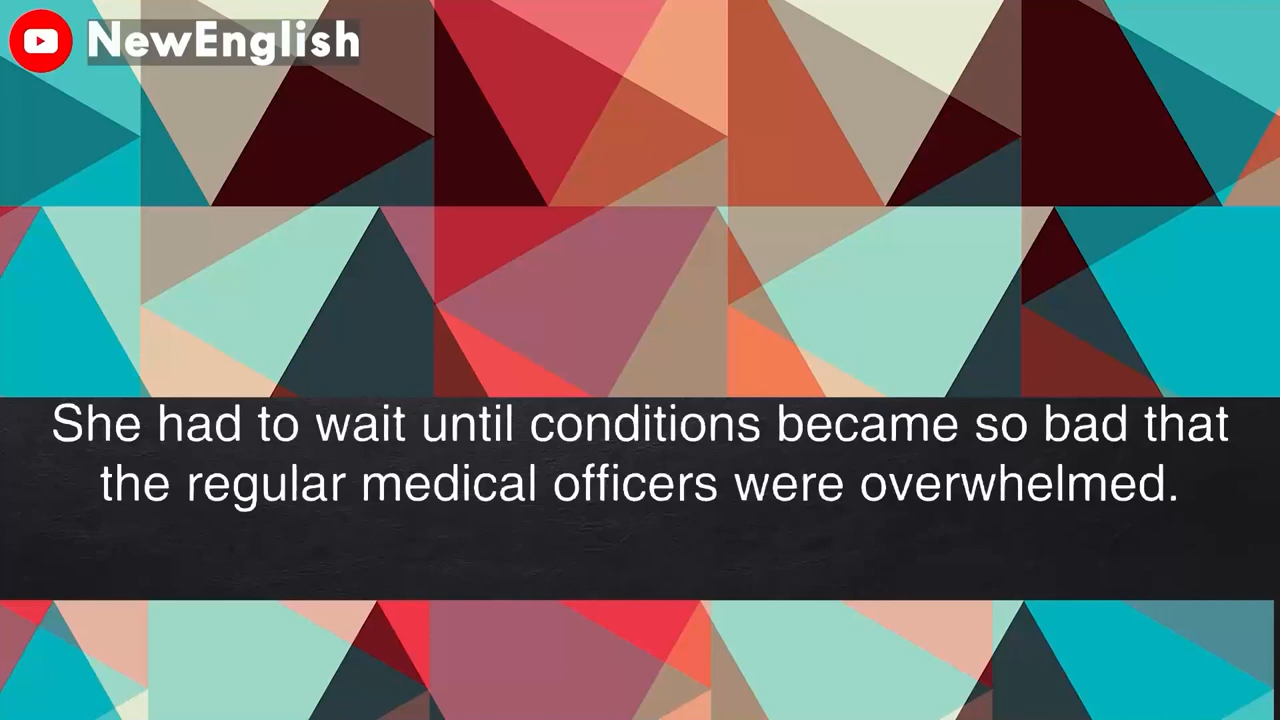 NewEnglish
She had to wait until conditions became so bad that
the regular medical officers were overwhelmed.